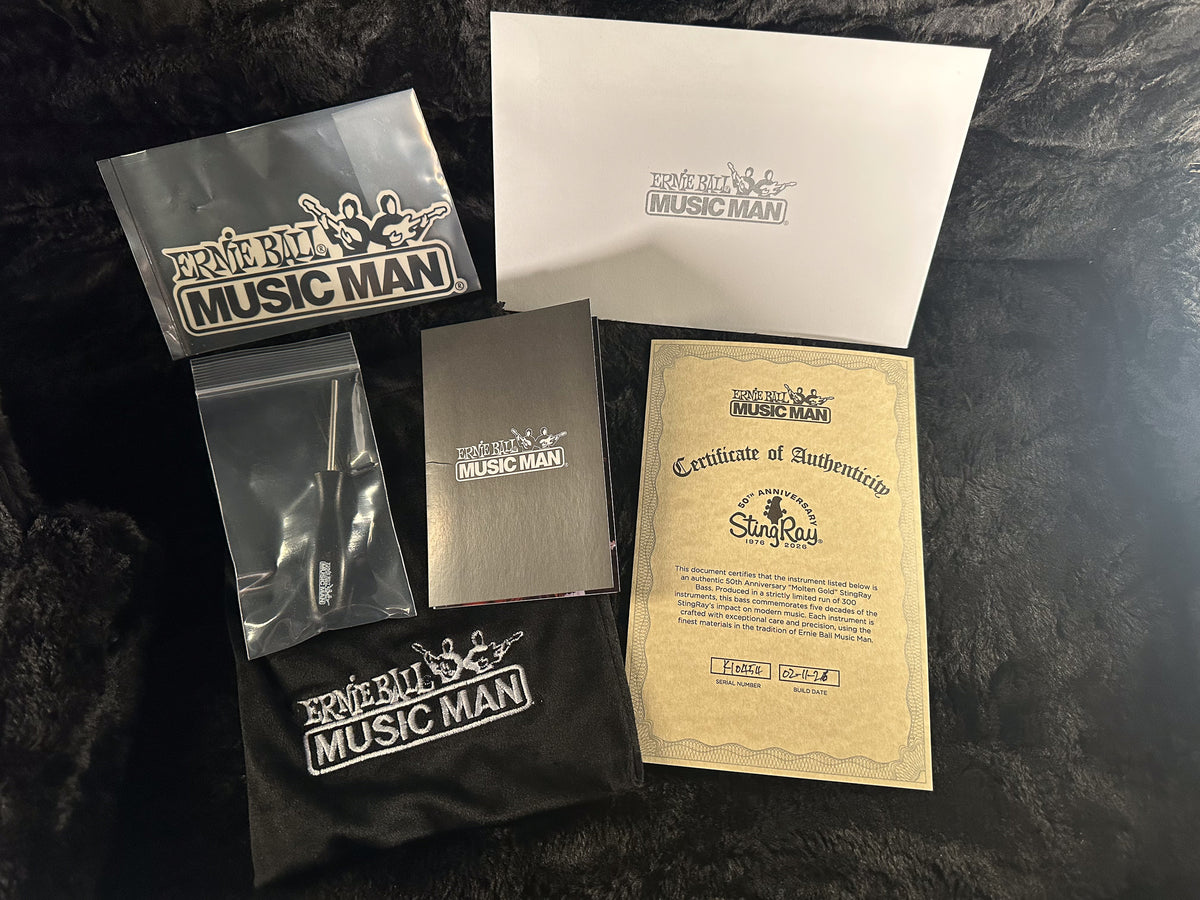 ERNiE BALL®
MUSIC MAN®
ERNiE BALL
MUSIC MAN®
ERNiE BALL
MUSIC MAN®
ERNiE BALL
MUSIC MAN
Certificate of Authenticity
50TH ANNIVERSARY
StingRay®
1976 2026
This document certifies that the instrument listed below is
an authentic 50th Anniversary "Molten Gold" StingRay
Bass. Produced in a strictly limited run of 300
instruments, this bass commemorates five decades of the
StingRay's impact on modern music. Each instrument is
crafted with exceptional care and precision, using the
finest materials in the tradition of Ernie Ball Music Man.
K10454 02-11-26
SERIAL NUMBER BUILD DATE
MUSIC MAN
ERNiE BALL
MUSIC MAN